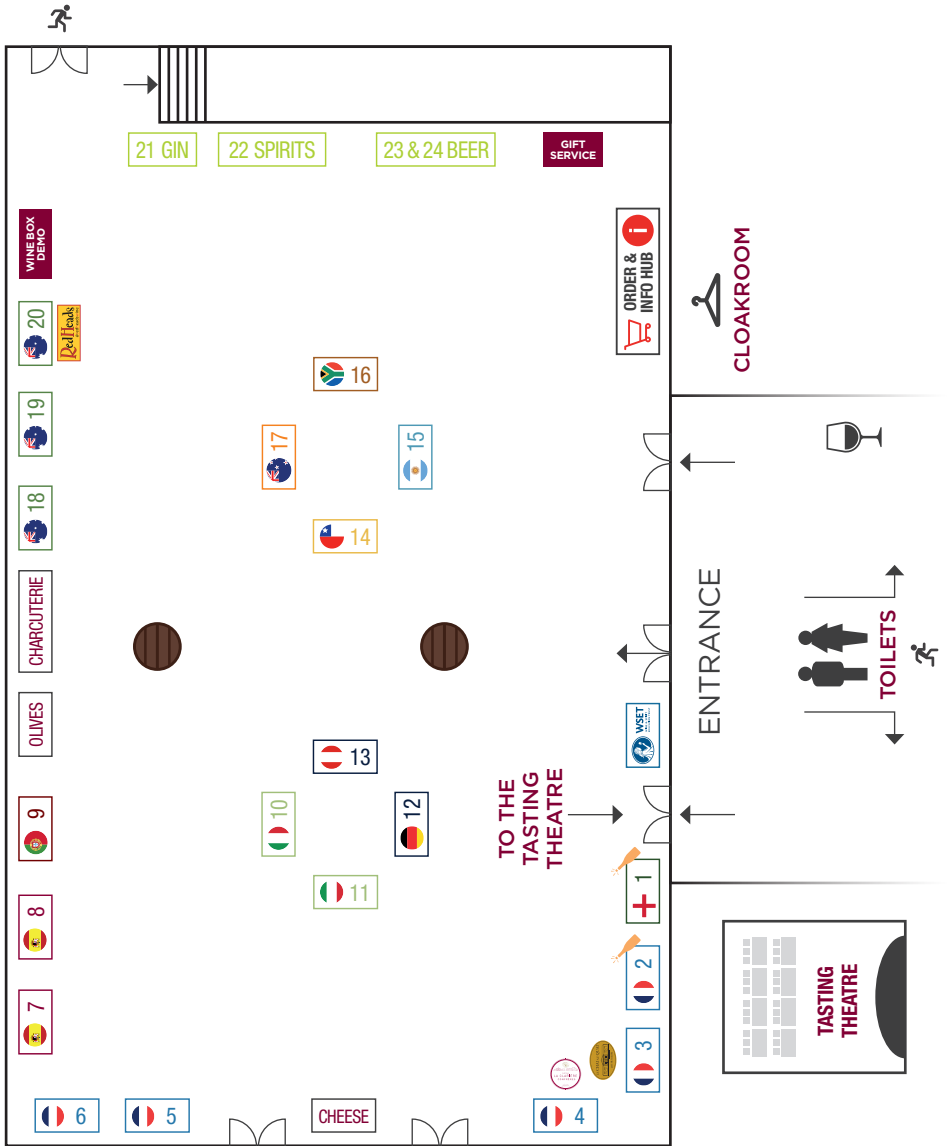 21 GIN
22 SPIRITS
23 & 24 BEER
GIFT
SERVICE
WINE BOX
DEMO
20
RedHeads
19
18
CHARCUTERIE
OLIVES
9
8
7
6
5
CHEESE
4
3
2
1
WSET
16
17
15
14
13
10
12
11
ORDER &
INFO HUB
i
CLOAKROOM
ENTRANCE
TOILETS
TO THE
TASTING
THEATRE
TASTING
THEATRE